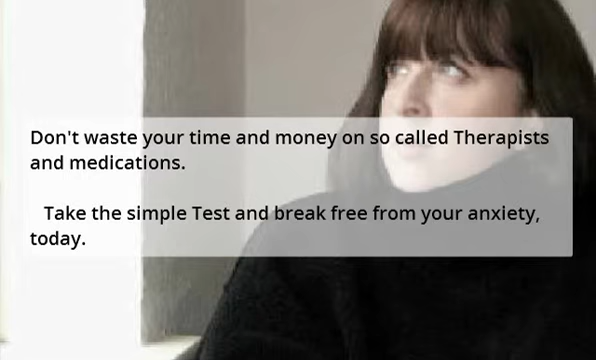 Don't waste your time and money on so called Therapists
and medications.
Take the simple Test and break free from your anxiety,
today.